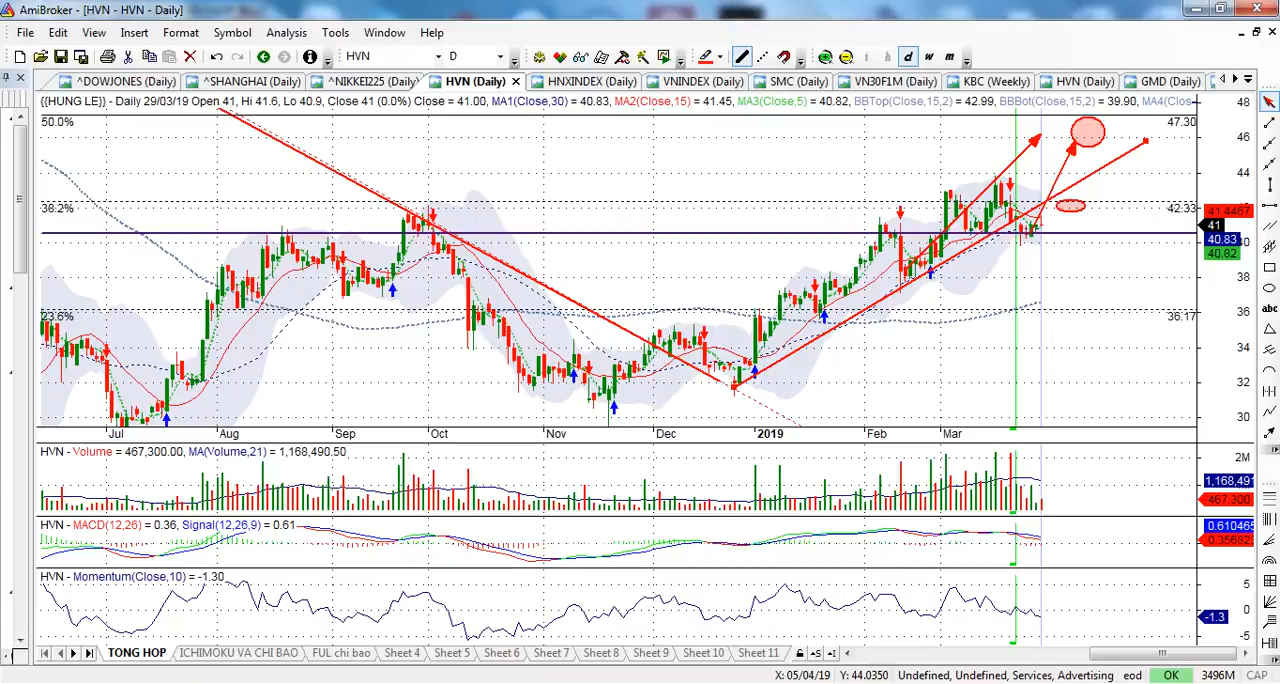 AmiBroker - [HVN - HVN - Daily]
File Edit View Insert Format Symbol Analysis Tools Window Help
HVN D d w m
^DOWJONES (Daily) ^SHANGHAI (Daily) ^NIKKEI225 (Daily) HVN (Daily) HNXINDEX (Daily) VNINDEX (Daily) SMC (Daily) VN30F1M (Daily) KBC (Weekly) HVN (Daily) GMD (Daily)
{{HUNG LE}} - Daily 29/03/19 Open 41, Hi 41.6, Lo 40.9, Close 41 (0.0%) Close = 41.00, MA1(Close,30) = 40.83, MA2(Close,15) = 41.45, MA3(Close,5) = 40.82, BBTop(Close,15,2) = 42.99, BBBot(Close,15,2) = 39.90, MA4(Clos
48
50.0% 47.30
46
abc
44
38.2% 42.33
41.4467
41
40.83
40
40.82
38
23.6% 36.17
36
34
32
30
Jul Aug Sep Oct Nov Dec 2019 Feb Mar
HVN - Volume = 467,300.00, MA(Volume,21) = 1,168,490.50
2M
1,168,491
467,300
HVN - MACD(12,26) = 0.36, Signal(12,26,9) = 0.61
0.610465
HVN - Momentum(Close,10) = -1.30
5
0
-1.3
-5
TONG HOP ICHIMOKU VA CHI BAO FUL chi bao Sheet 4 Sheet 5 Sheet 6 Sheet 7 Sheet 8 Sheet 9 Sheet 10 Sheet 11
X: 05/04/19 Y: 44.0350 Undefined, Undefined, Services, Advertising eod OK 3496M CAP